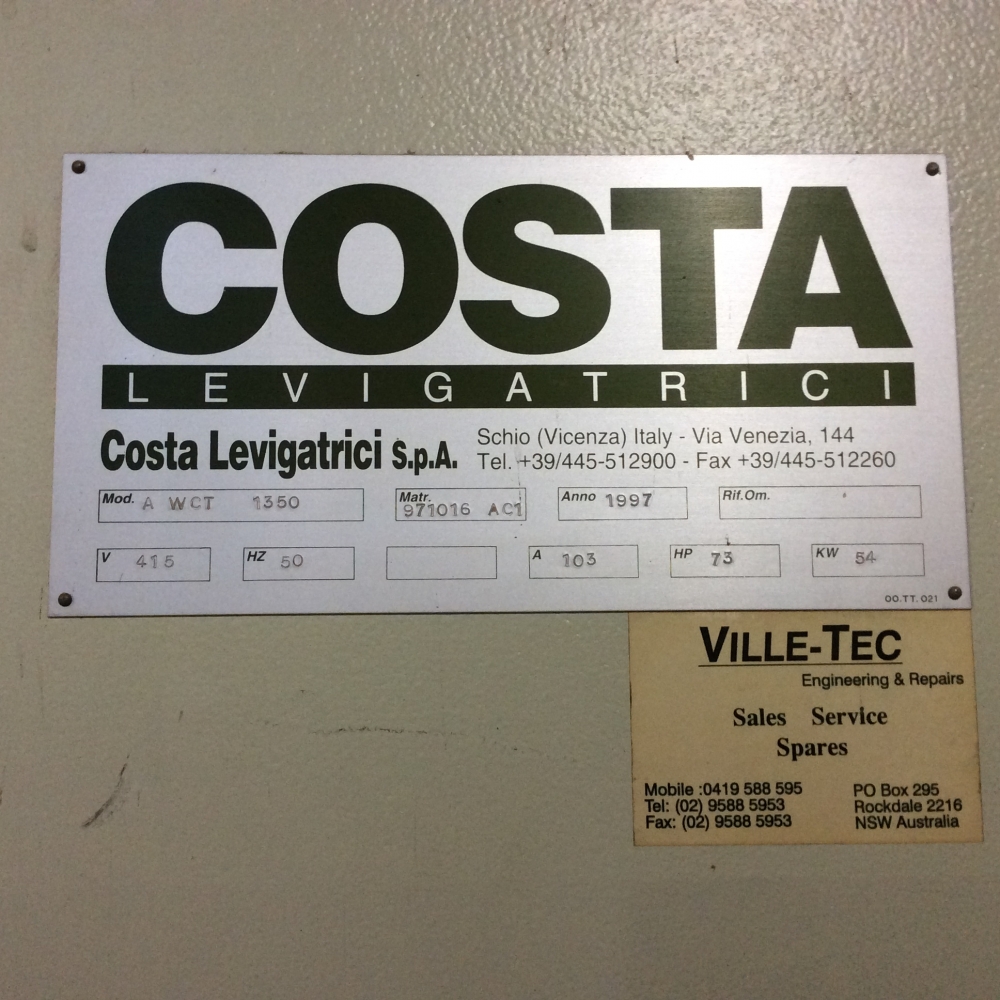 COSTA
LEVIGATRICI
Costa Levigatrici S.p.A.
Schio (Vicenza) Italy - Via Venezia, 144
Tel. +39/445-512900 - Fax +39/445-512260
Mod. A WCT 1350 Matr. 971016 AC1 Anno 1997 Rif.Om.
V 415 HZ 50 A 103 HP 73 KW 54
OO.TT.021
VILLE-TEC
Engineering & Repairs
Sales Service
Spares
Mobile :0419 588 595 PO Box 295
Tel: (02) 9588 5953 Rockdale 2216
Fax: (02) 9588 5953 NSW Australia